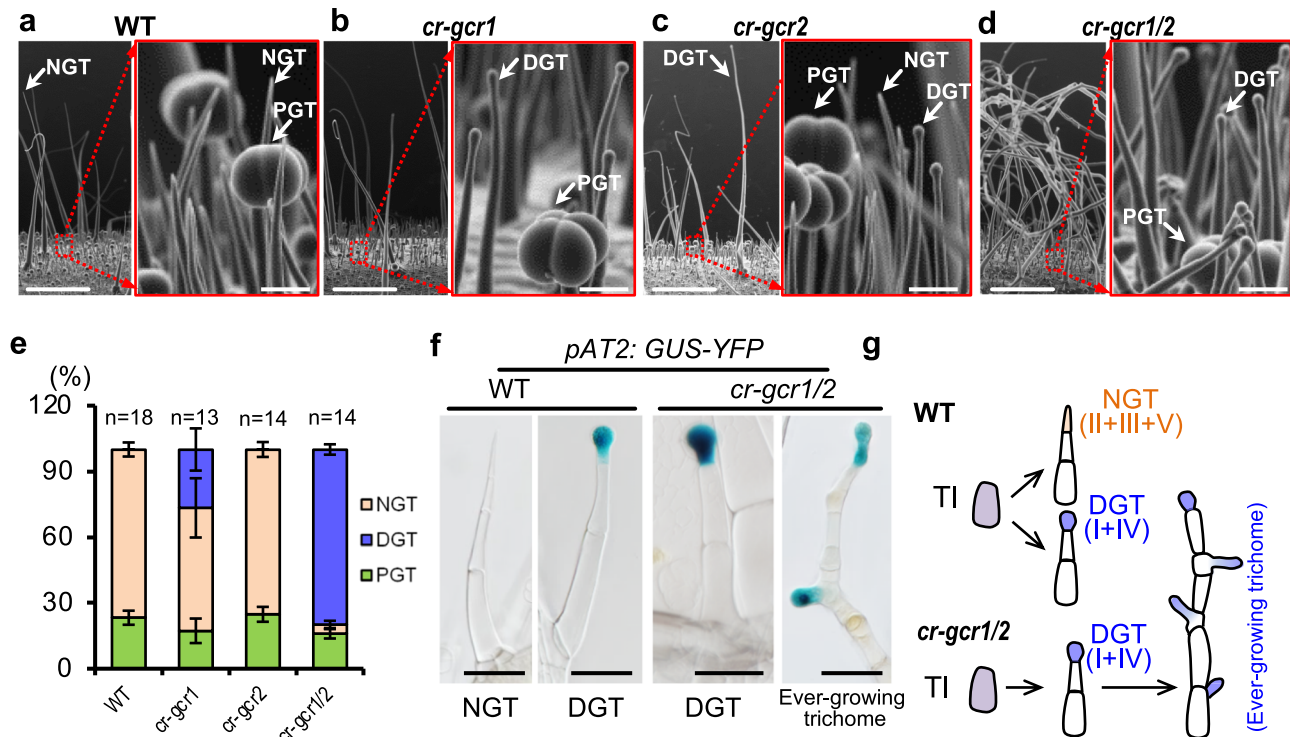 a WT
NGT
NGT
PGT
b cr-gcr1
DGT
PGT
c cr-gcr2
DGT
PGT
NGT
DGT
d cr-gcr1/2
DGT
PGT
e
(%)
120
90
60
30
0
n=18 n=13 n=14 n=14
NGT
DGT
PGT
WT cr-gcr1 cr-gcr2 cr-gcr1/2
f
pAT2: GUS-YFP
WT cr-gcr1/2
NGT DGT DGT Ever-growing
trichome
g
WT
NGT
(II+III+V)
TI
DGT
(I+IV)
cr-gcr1/2
DGT
(I+IV)
TI
(Ever-growing trichome)